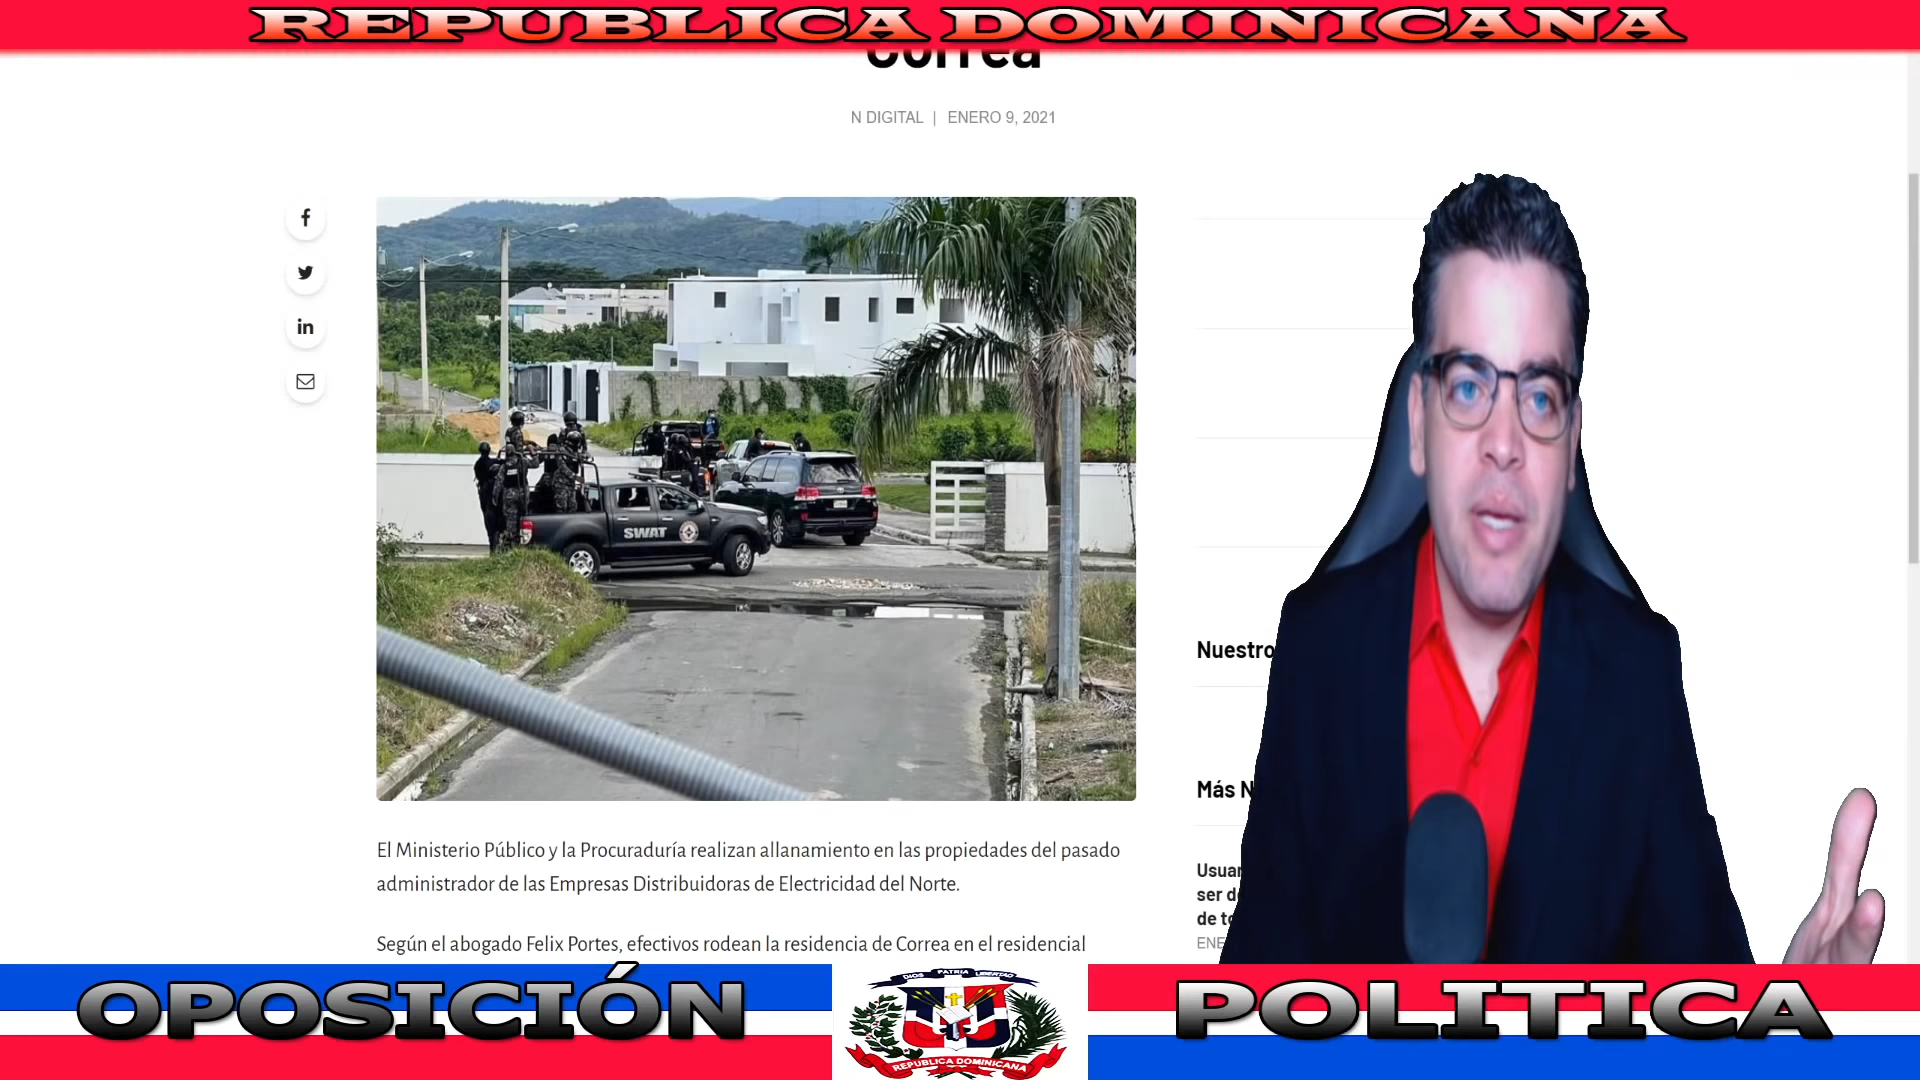 REPUBLICA DOMINICANA
Correa
N DIGITAL | ENERO 9, 2021
SWAT
El Ministerio Público y la Procuraduría realizan allanamiento en las propiedades del pasado
administrador de las Empresas Distribuidoras de Electricidad del Norte.
Según el abogado Felix Portes, efectivos rodean la residencia de Correa en el residencial
Nuestro
Más N
Usuar
ser de
de to
ENE
OPOSICIÓN
DIOS PATRIA LIBERTAD
REPUBLICA DOMINICANA
POLITICA